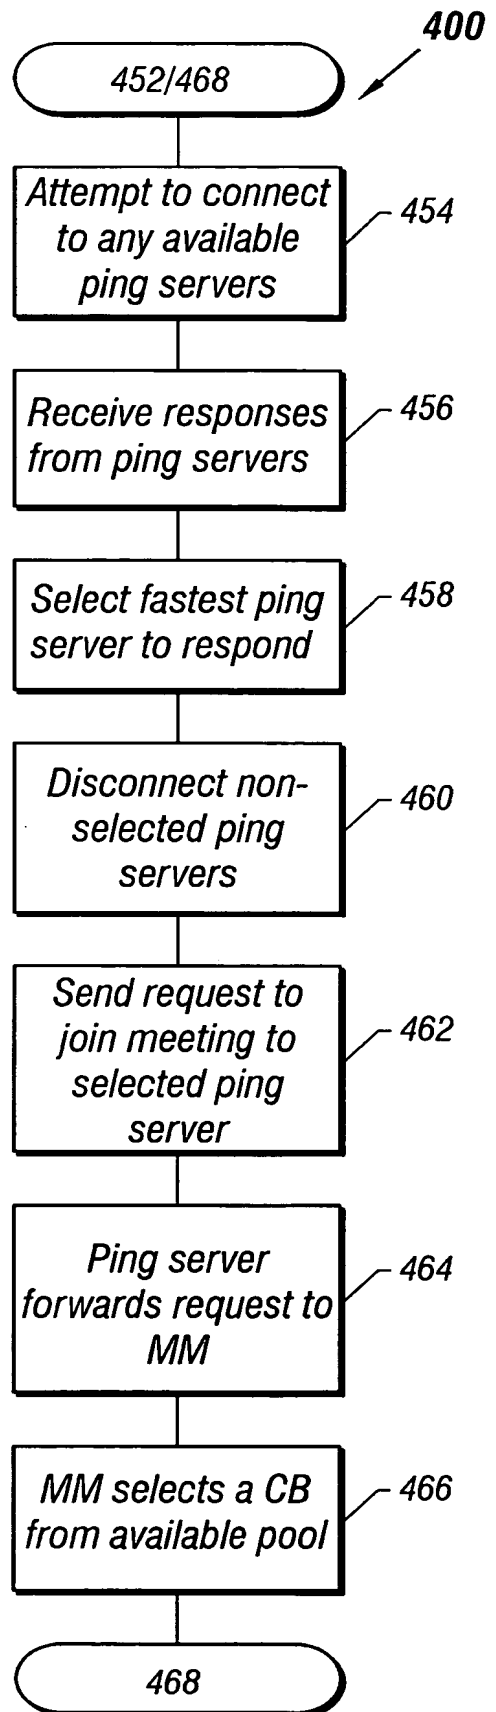 400
452/468
Attempt to connect
to any available
ping servers
454
Receive responses
from ping servers
456
Select fastest ping
server to respond
458
Disconnect non-
selected ping
servers
460
Send request to
join meeting to
selected ping
server
462
Ping server
forwards request to
MM
464
MM selects a CB
from available pool
466
468